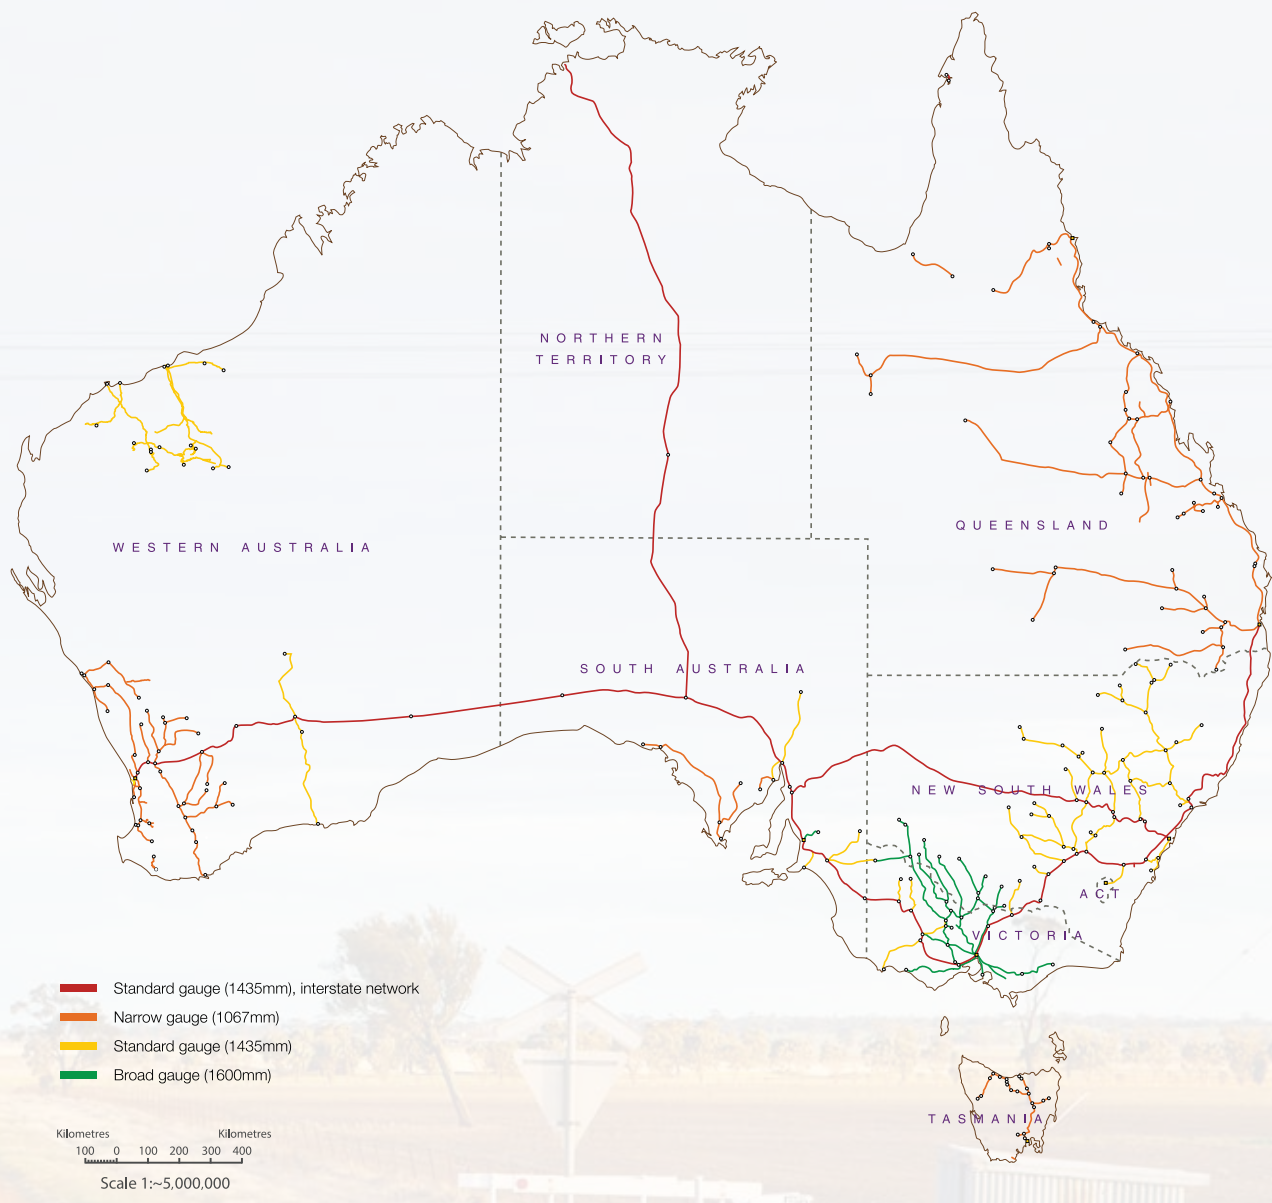 NORTHERN
TERRITORY
QUEENSLAND
WESTERN AUSTRALIA
SOUTH AUSTRALIA
NEW SOUTH WALES
ACT
VICTORIA
Standard gauge (1435mm), interstate network
Narrow gauge (1067mm)
Standard gauge (1435mm)
Broad gauge (1600mm)
TASMANIA
Kilometres Kilometres
100 0 100 200 300 400
Scale 1:~5,000,000